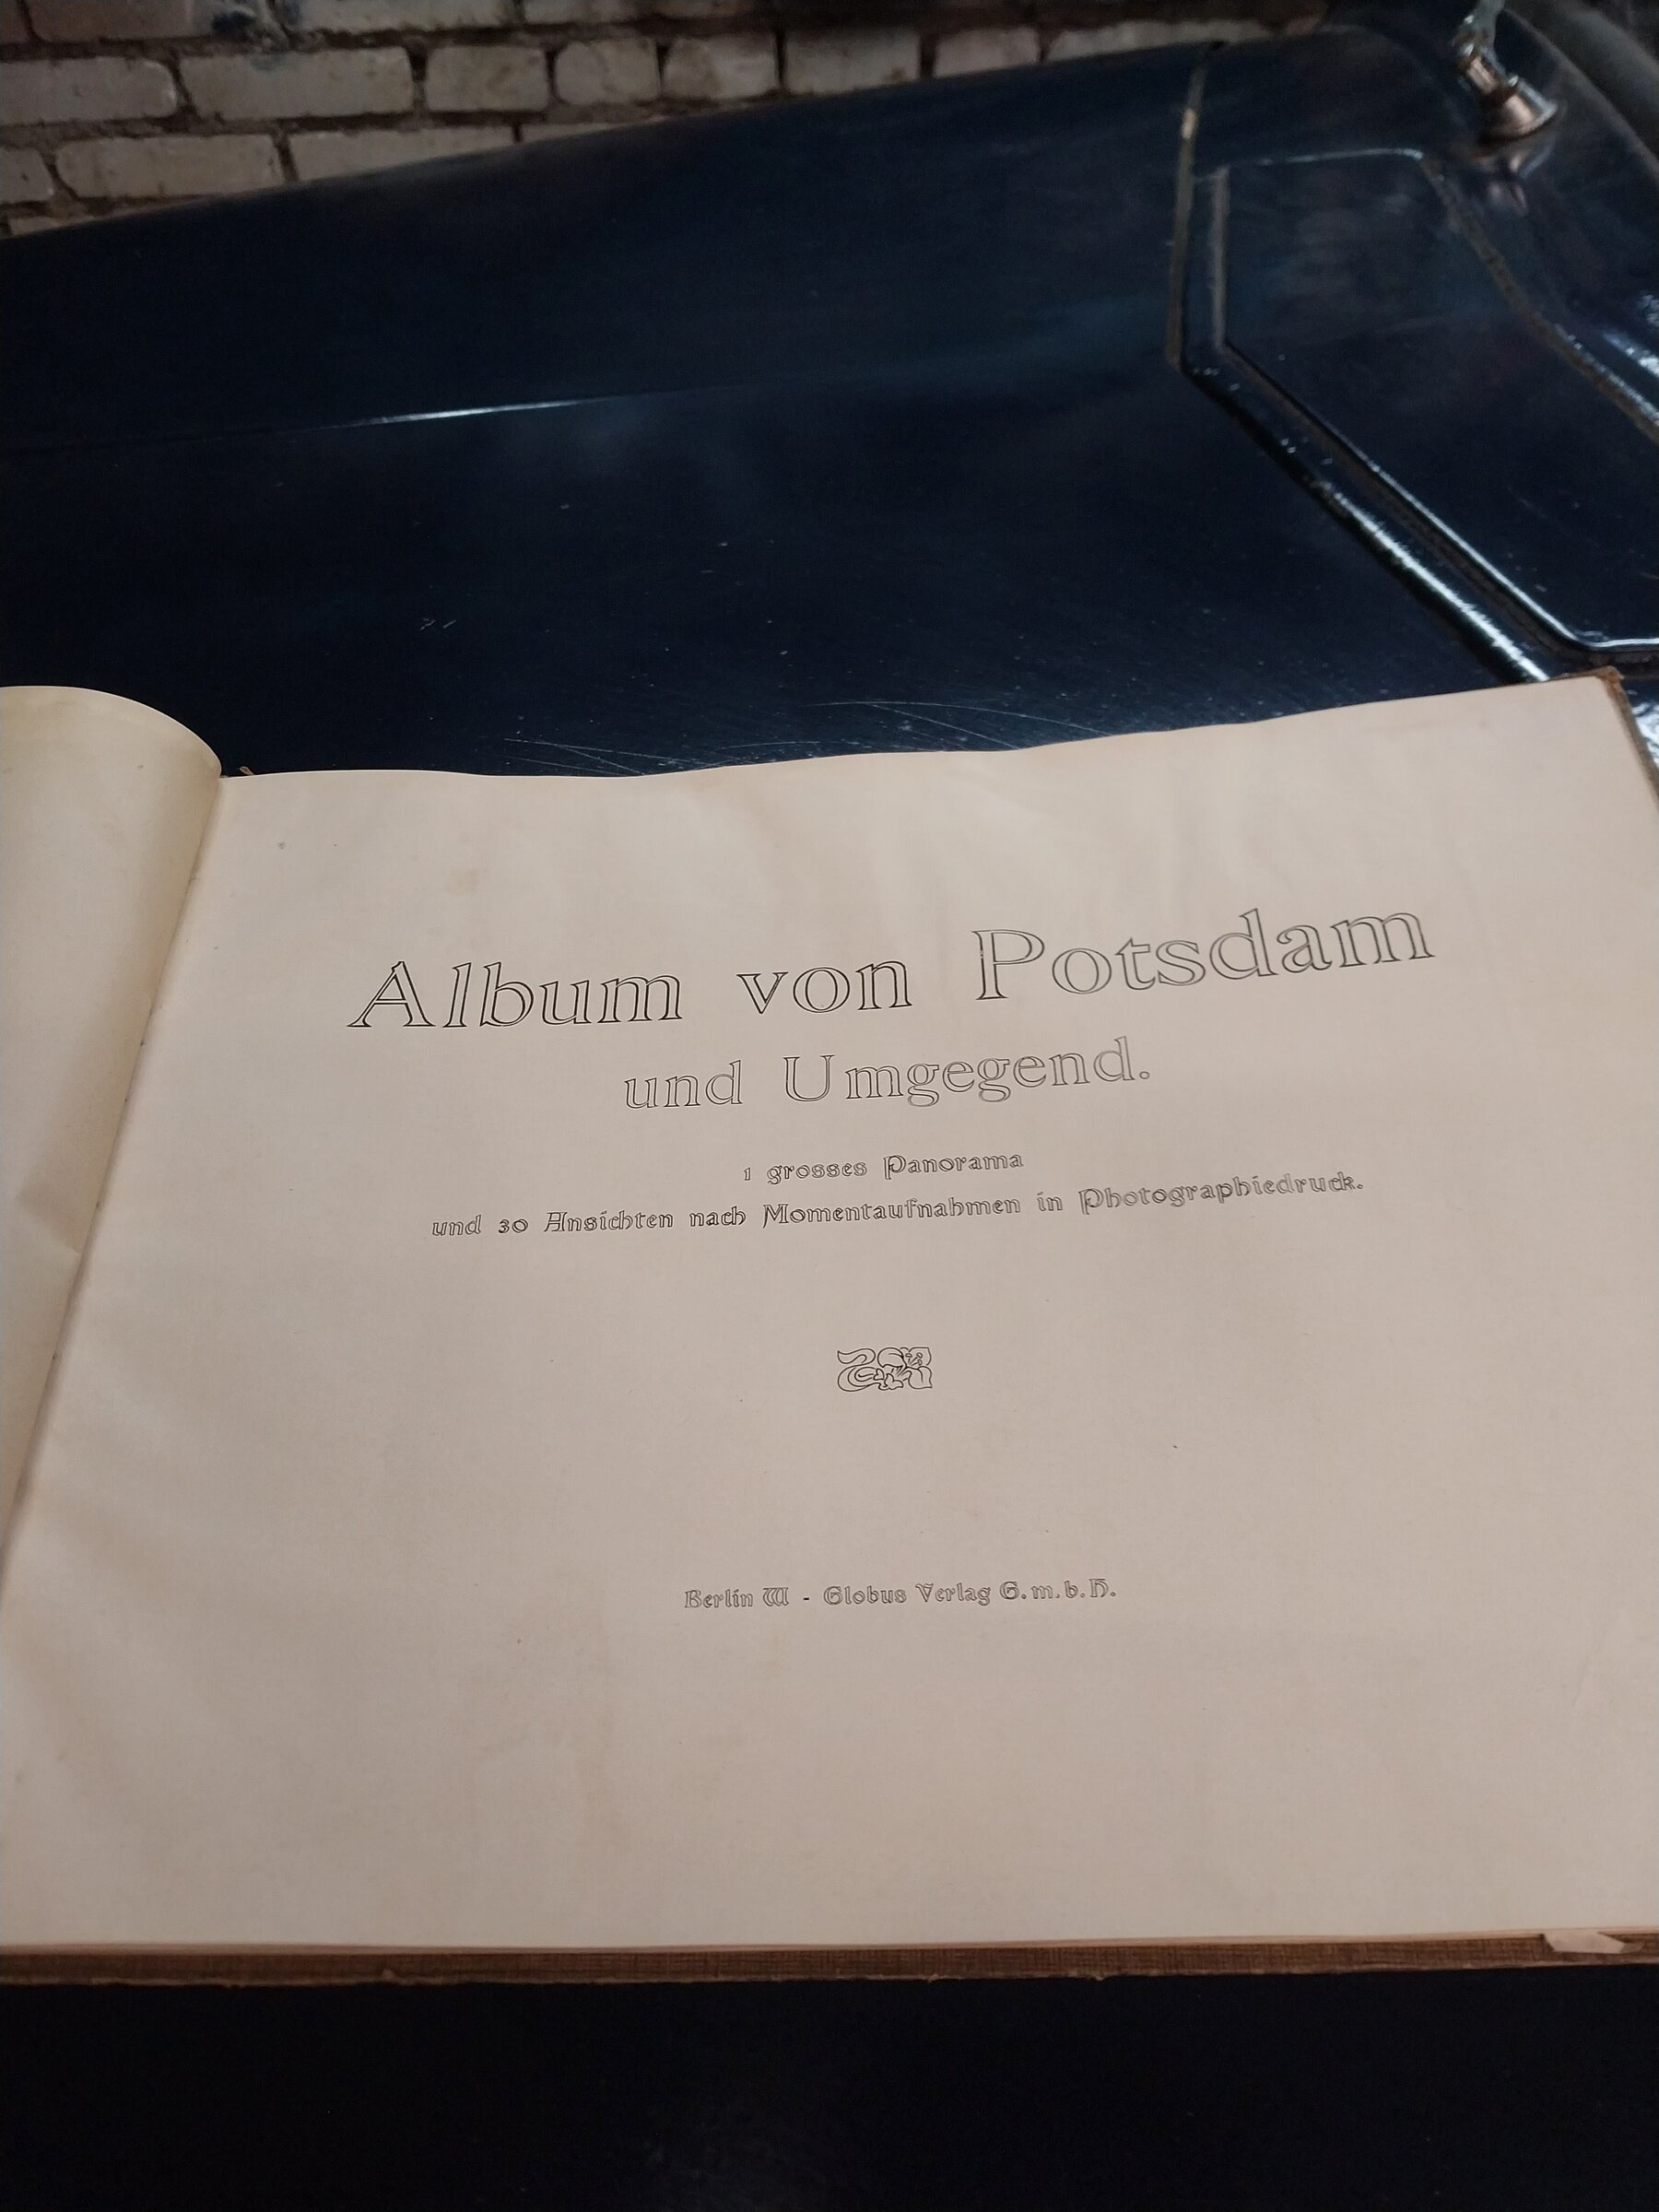 Album von Potsdam
und Umgegend.
1 grosses Panorama
und 30 Ansichten nach Momentaufnahmen in Photographiedruck.
Berlin W - Globus Verlag G.m.b.H.